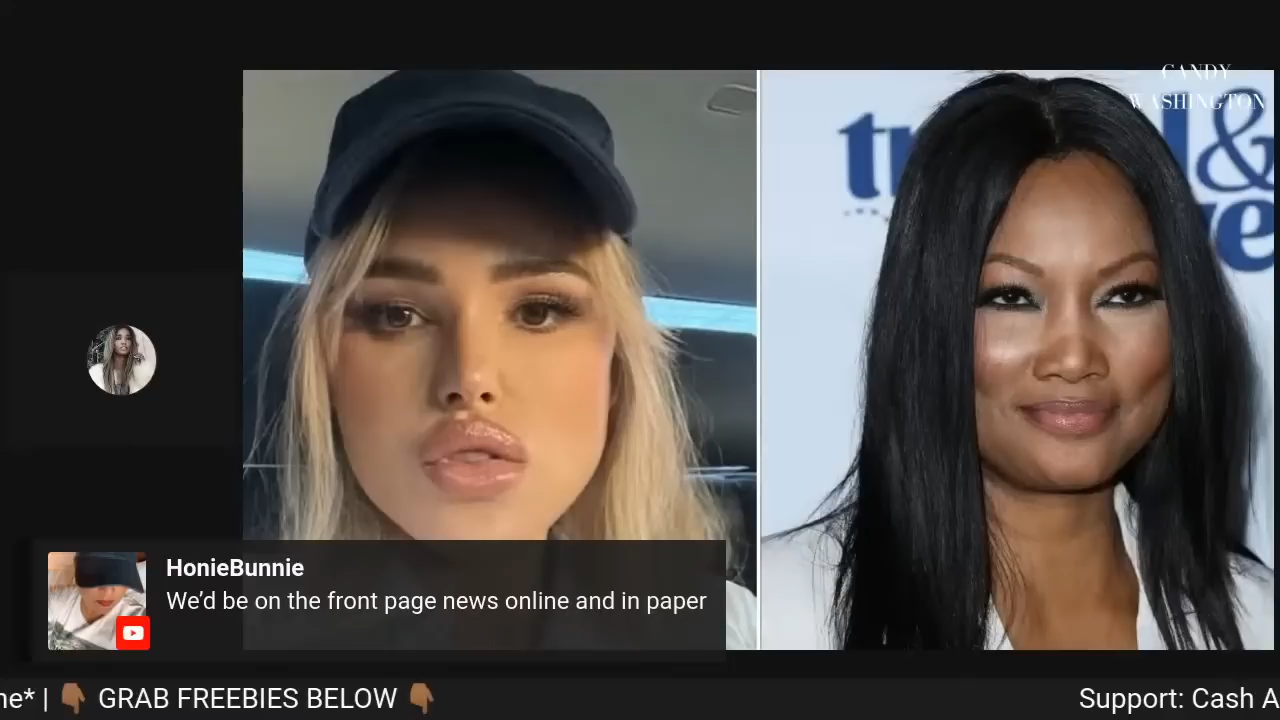 CANDY
WASHINGTON
&
HonieBunnie
We’d be on the front page news online and in paper
ne* | 👇🏾 GRAB FREEBIES BELOW 👇🏾
Support: Cash A